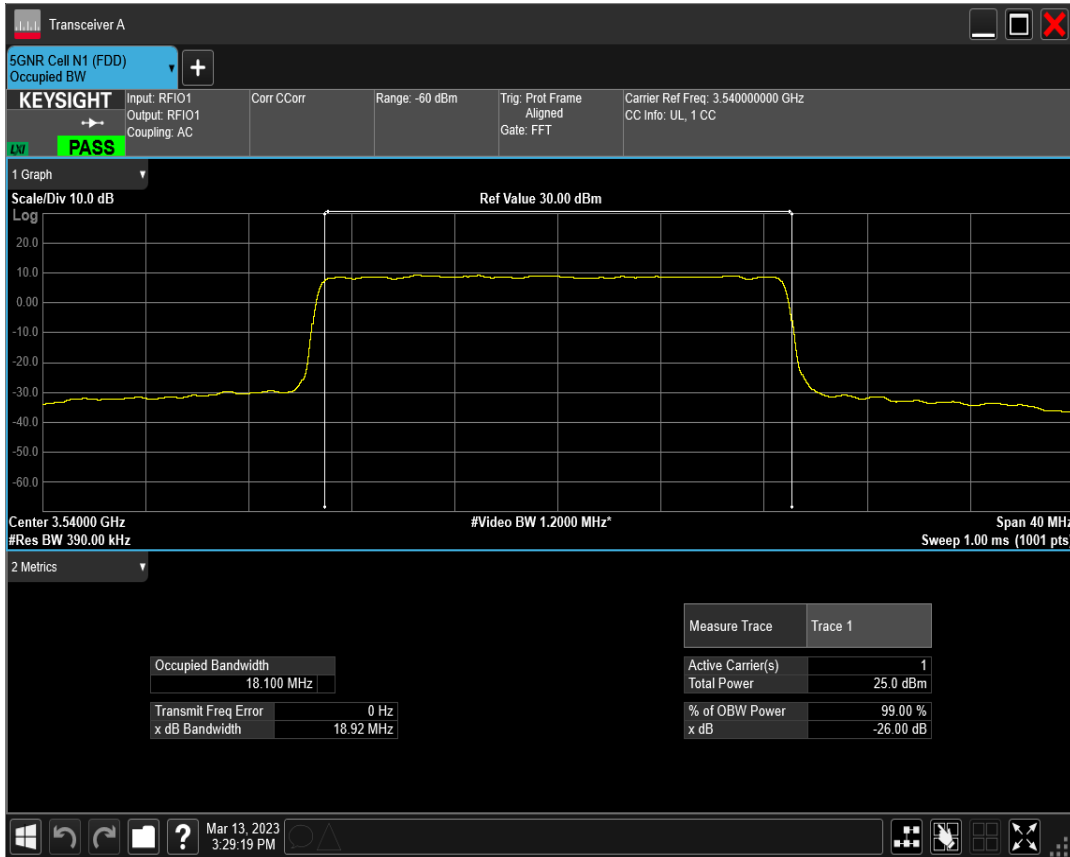 Transceiver A
5GNR Cell N1 (FDD)
Occupied BW
+
KEYSIGHT
LXI
PASS
Input: RFIO1
Output: RFIO1
Coupling: AC
Corr CCorr
Range: -60 dBm
Trig: Prot Frame
Aligned
Gate: FFT
Carrier Ref Freq: 3.540000000 GHz
CC Info: UL, 1 CC
1 Graph
Scale/Div 10.0 dB
Ref Value 30.00 dBm
Log
20.0
10.0
0.00
-10.0
-20.0
-30.0
-40.0
-50.0
-60.0
Center 3.54000 GHz
#Video BW 1.2000 MHz*
Span 40 MHz
#Res BW 390.00 kHz
Sweep 1.00 ms (1001 pts)
2 Metrics
Measure Trace Trace 1
Occupied Bandwidth
18.100 MHz
Active Carrier(s) 1
Total Power 25.0 dBm
Transmit Freq Error 0 Hz
x dB Bandwidth 18.92 MHz
% of OBW Power 99.00 %
x dB -26.00 dB
?
Mar 13, 2023
3:29:19 PM